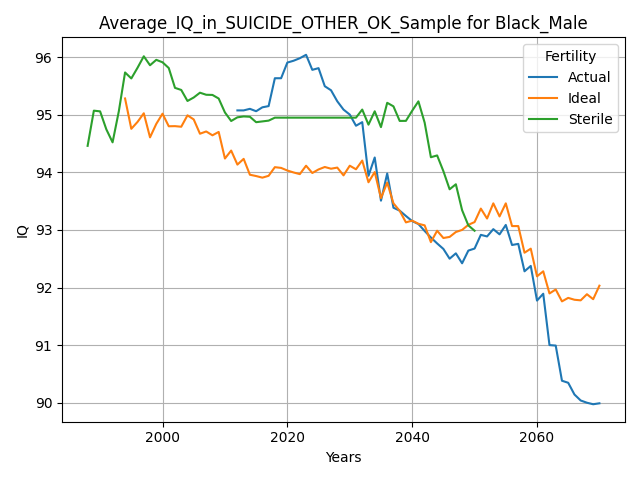 Average_IQ_in_SUICIDE_OTHER_OK_Sample for Black_Male
Fertility
Actual
Ideal
Sterile
IQ
96
95
94
93
92
91
90
2000
2020
2040
2060
Years